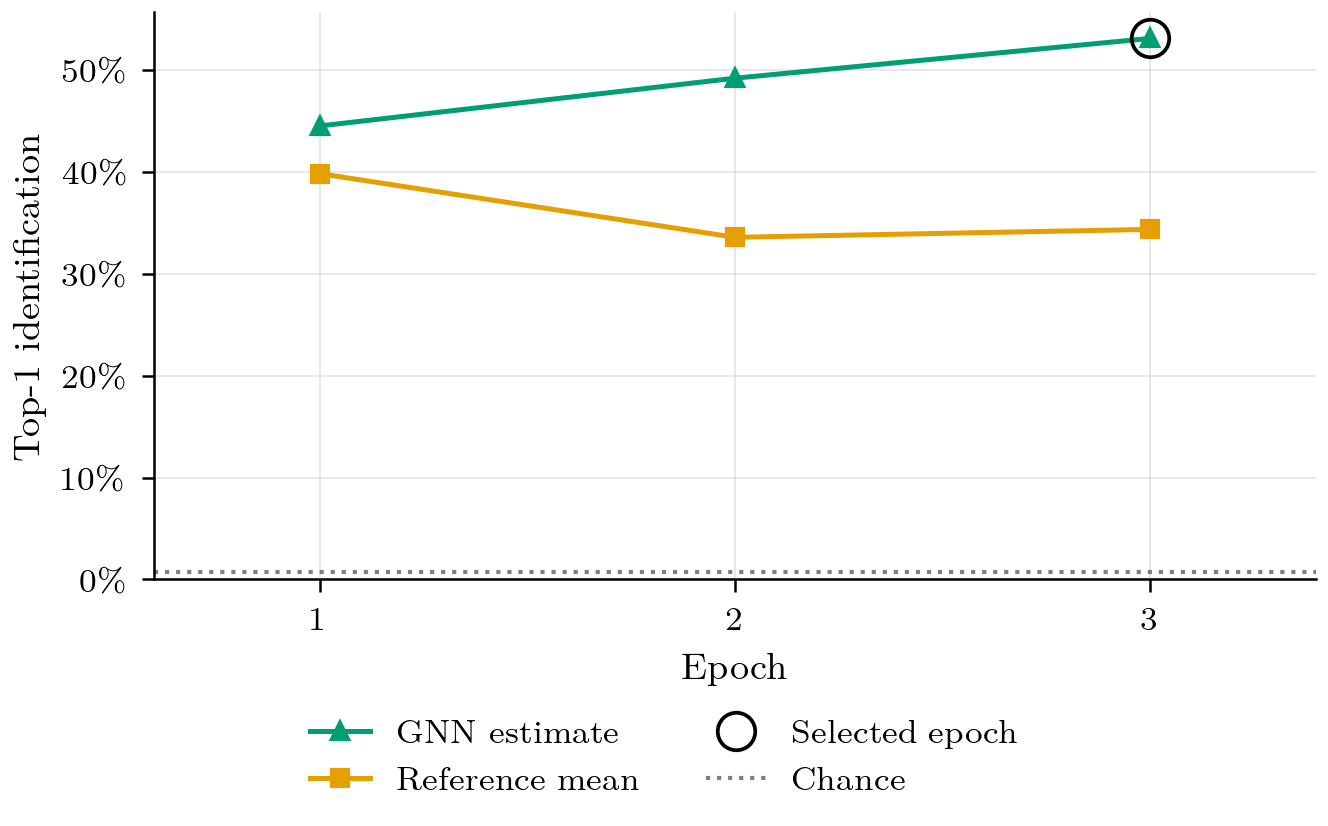 50%
40%
30%
20%
10%
0%
Top-1 identification
1 2 3
Epoch
GNN estimate
Reference mean
Selected epoch
Chance